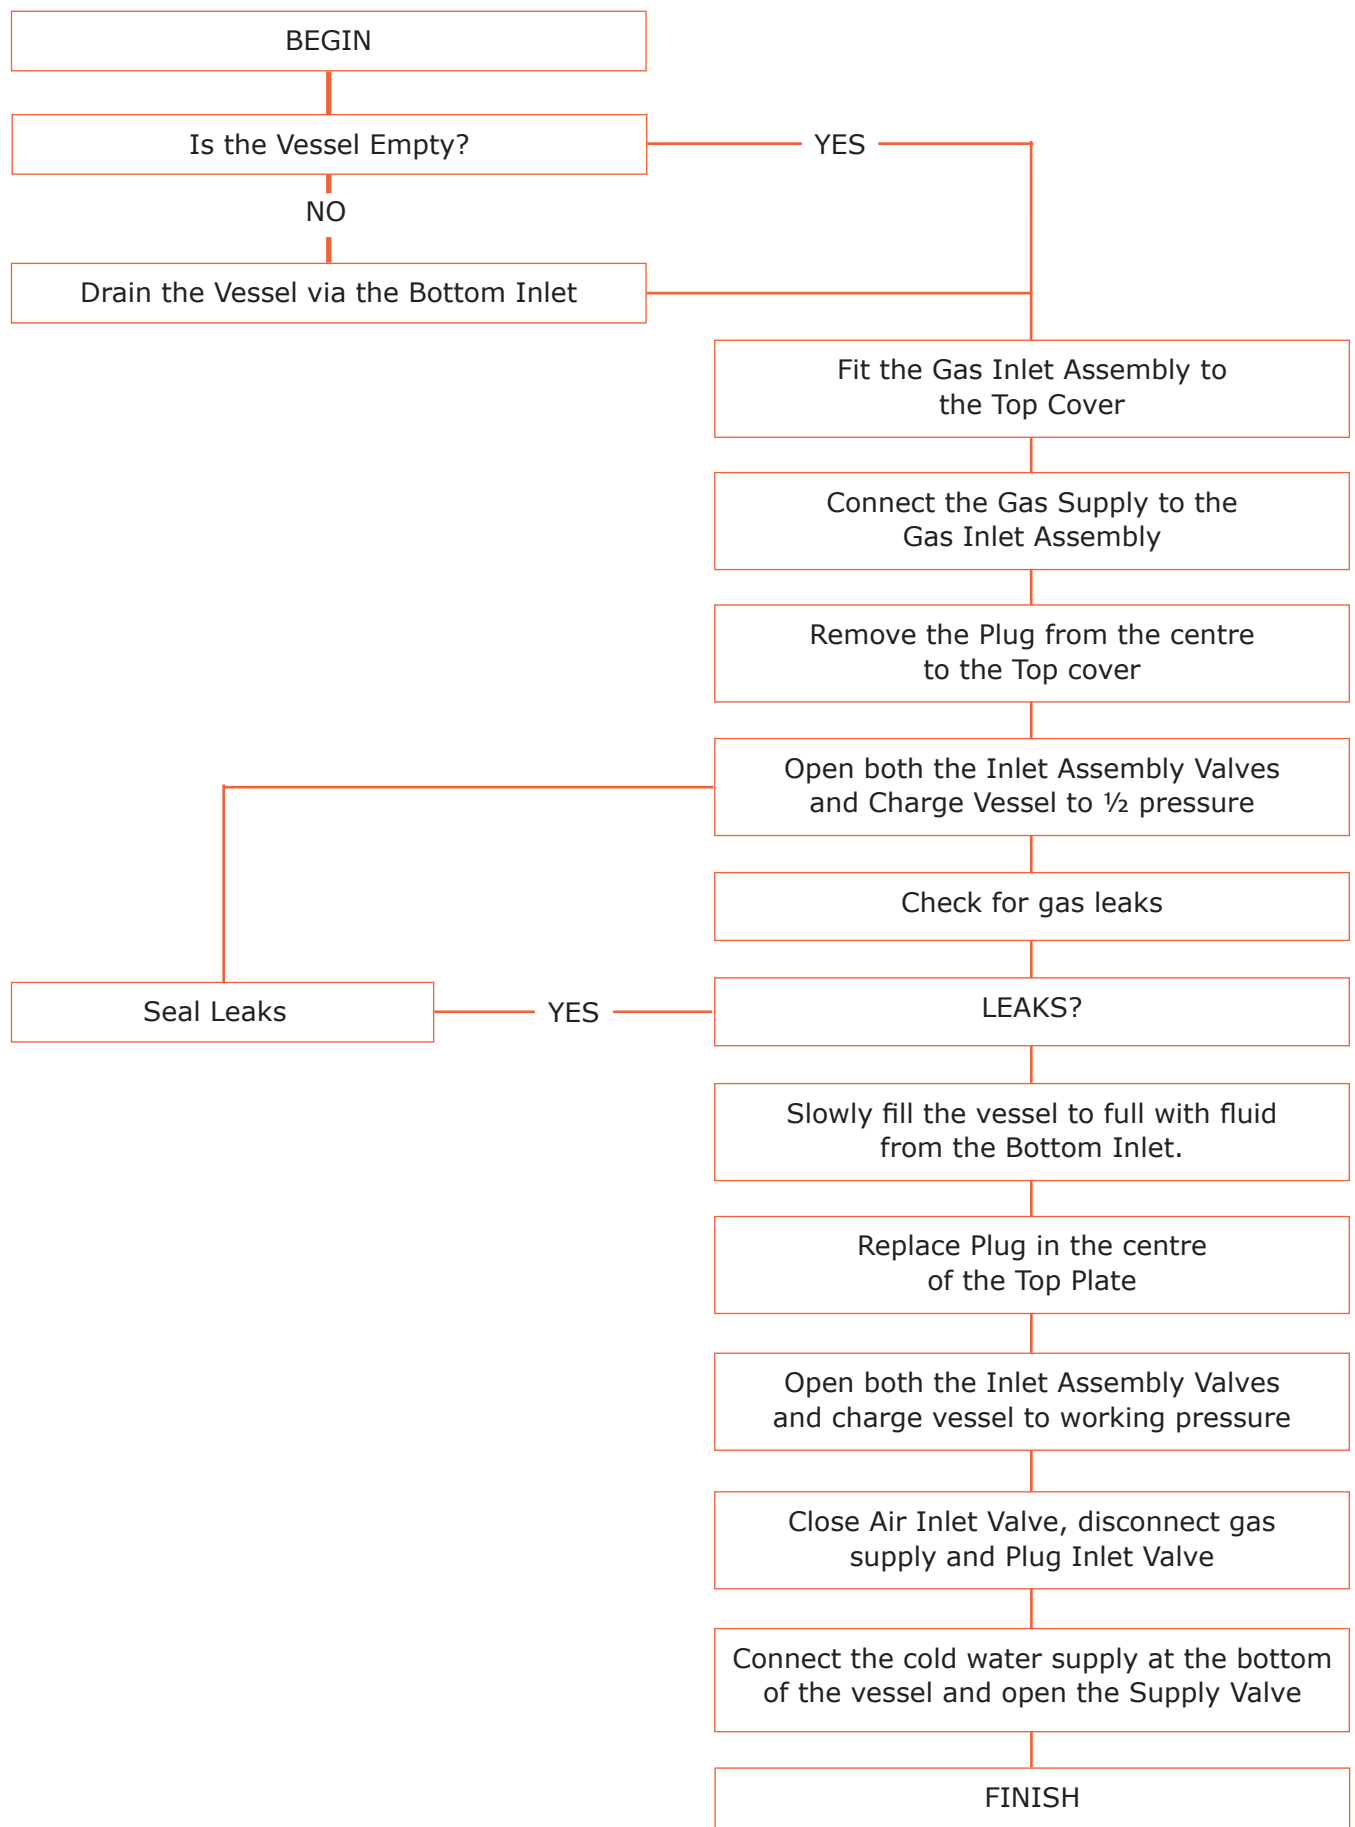 BEGIN
Is the Vessel Empty?
YES
NO
Drain the Vessel via the Bottom Inlet
Fit the Gas Inlet Assembly to
the Top Cover
Connect the Gas Supply to the
Gas Inlet Assembly
Remove the Plug from the centre
to the Top cover
Open both the Inlet Assembly Valves
and Charge Vessel to ½ pressure
Check for gas leaks
Seal Leaks
YES
LEAKS?
Slowly fill the vessel to full with fluid
from the Bottom Inlet.
Replace Plug in the centre
of the Top Plate
Open both the Inlet Assembly Valves
and charge vessel to working pressure
Close Air Inlet Valve, disconnect gas
supply and Plug Inlet Valve
Connect the cold water supply at the bottom
of the vessel and open the Supply Valve
FINISH